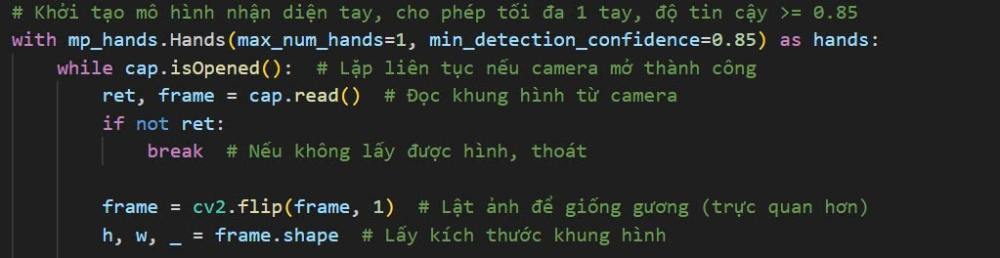 # Khởi tạo mô hình nhận diện tay, cho phép tối đa 1 tay, độ tin cậy >= 0.85
with mp_hands.Hands(max_num_hands=1, min_detection_confidence=0.85) as hands:
    while cap.isOpened():  # Lặp liên tục nếu camera mở thành công
        ret, frame = cap.read()  # Đọc khung hình từ camera
        if not ret:
            break  # Nếu không lấy được hình, thoát

        frame = cv2.flip(frame, 1)  # Lật ảnh để giống gương (trực quan hơn)
        h, w, _ = frame.shape  # Lấy kích thước khung hình